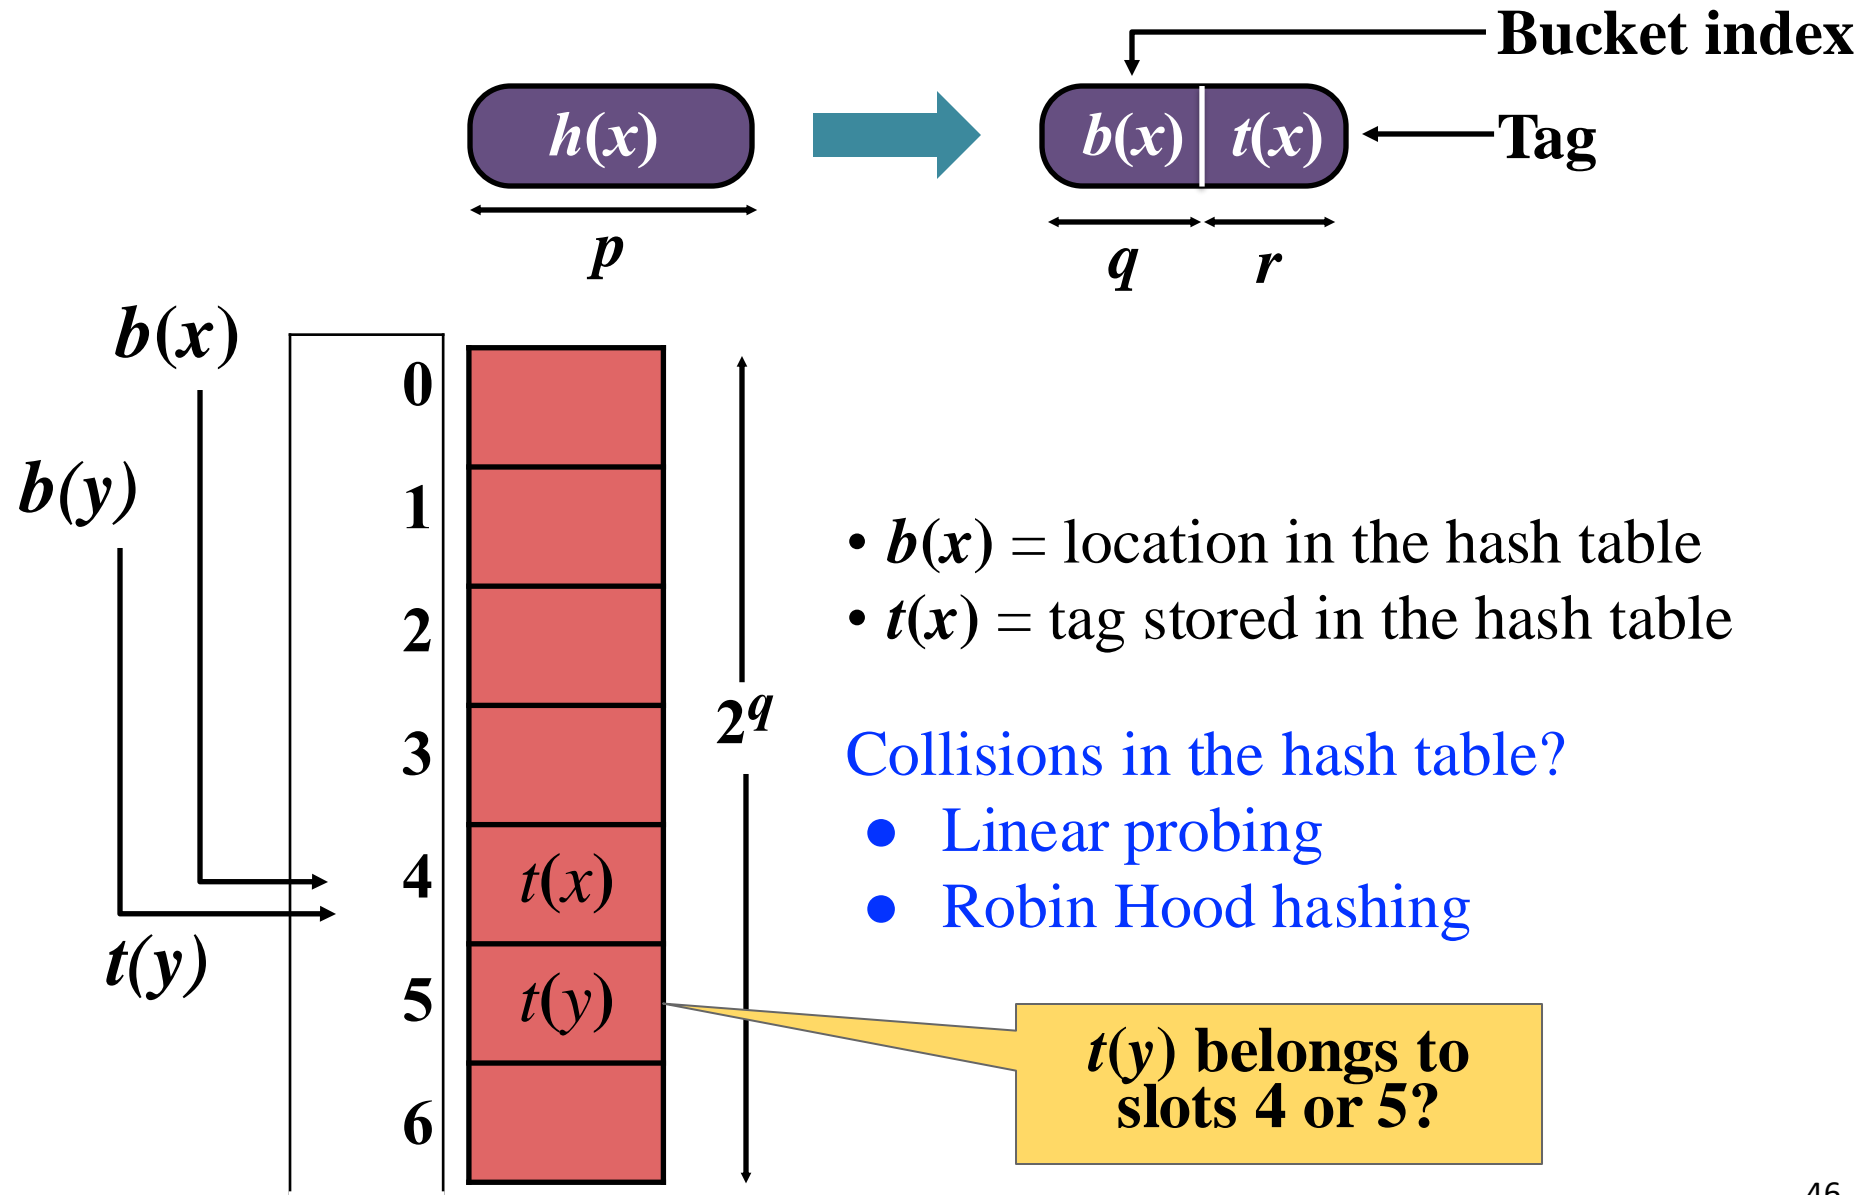 Bucket index
h(x)
b(x) t(x)
Tag
p
q
r
b(x)
b(y)
t(y)
0
1
2
3
4 t(x)
5 t(y)
6
2^q
• b(x) = location in the hash table
• t(x) = tag stored in the hash table
Collisions in the hash table?
● Linear probing
● Robin Hood hashing
t(y) belongs to
slots 4 or 5?
46